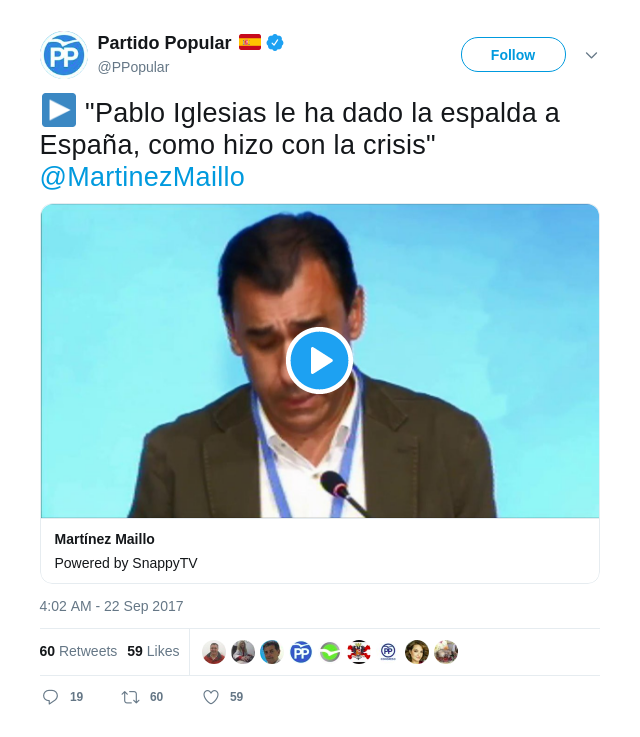 PP
Partido Popular
@PPopular
Follow
"Pablo Iglesias le ha dado la espalda a
España, como hizo con la crisis"
@MartinezMaillo
Martínez Maillo
Powered by SnappyTV
4:02 AM - 22 Sep 2017
60 Retweets 59 Likes
PP
19 60 59